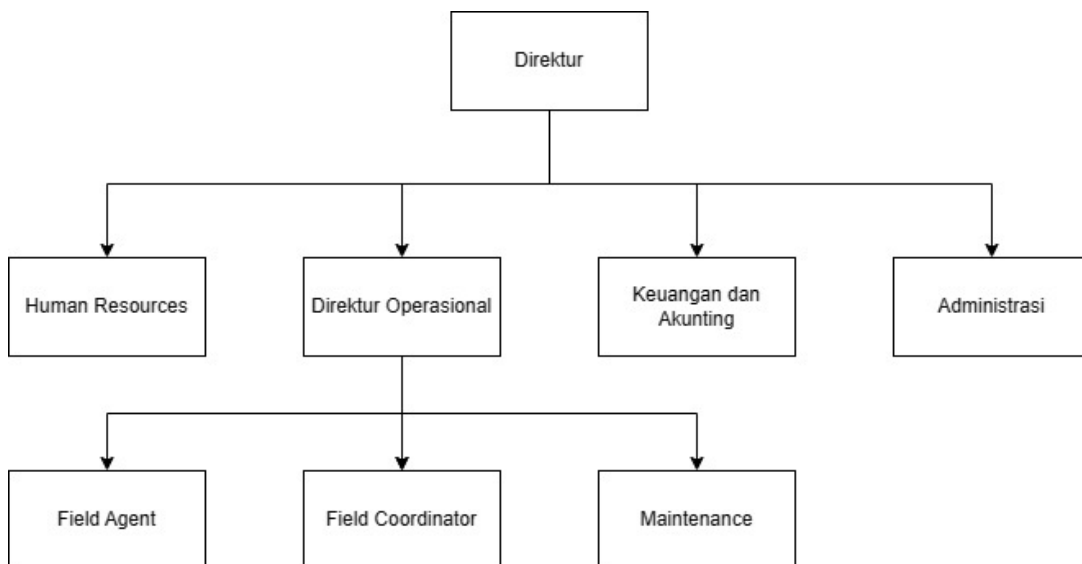 Direktur
Human Resources
Direktur Operasional
Keuangan dan
Akunting
Administrasi
Field Agent
Field Coordinator
Maintenance